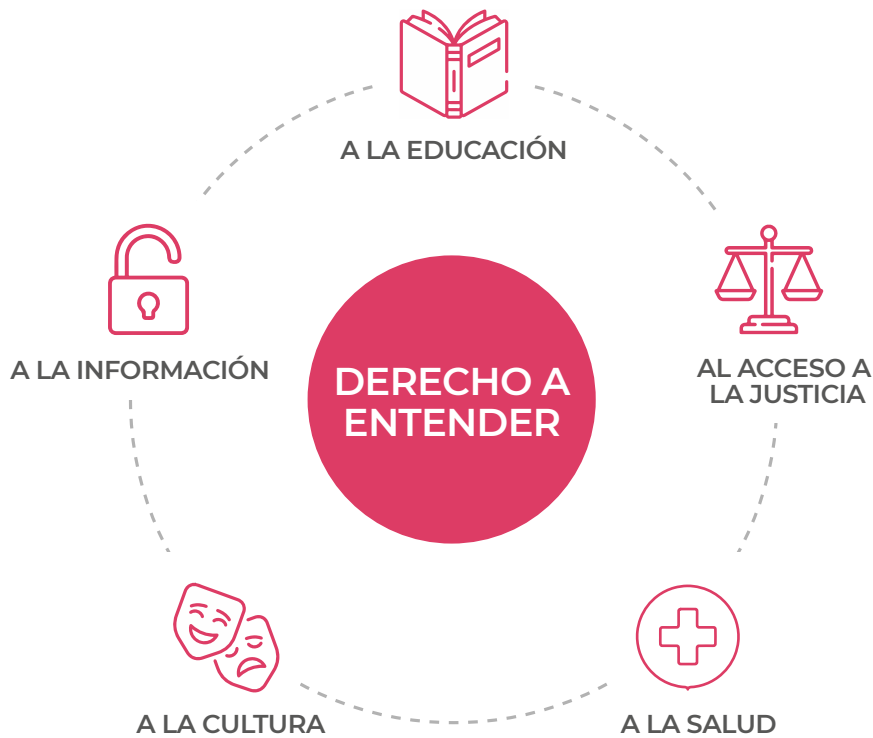 A LA EDUCACIÓN
A LA INFORMACIÓN
AL ACCESO A
LA JUSTICIA
DERECHO A
ENTENDER
A LA CULTURA
A LA SALUD